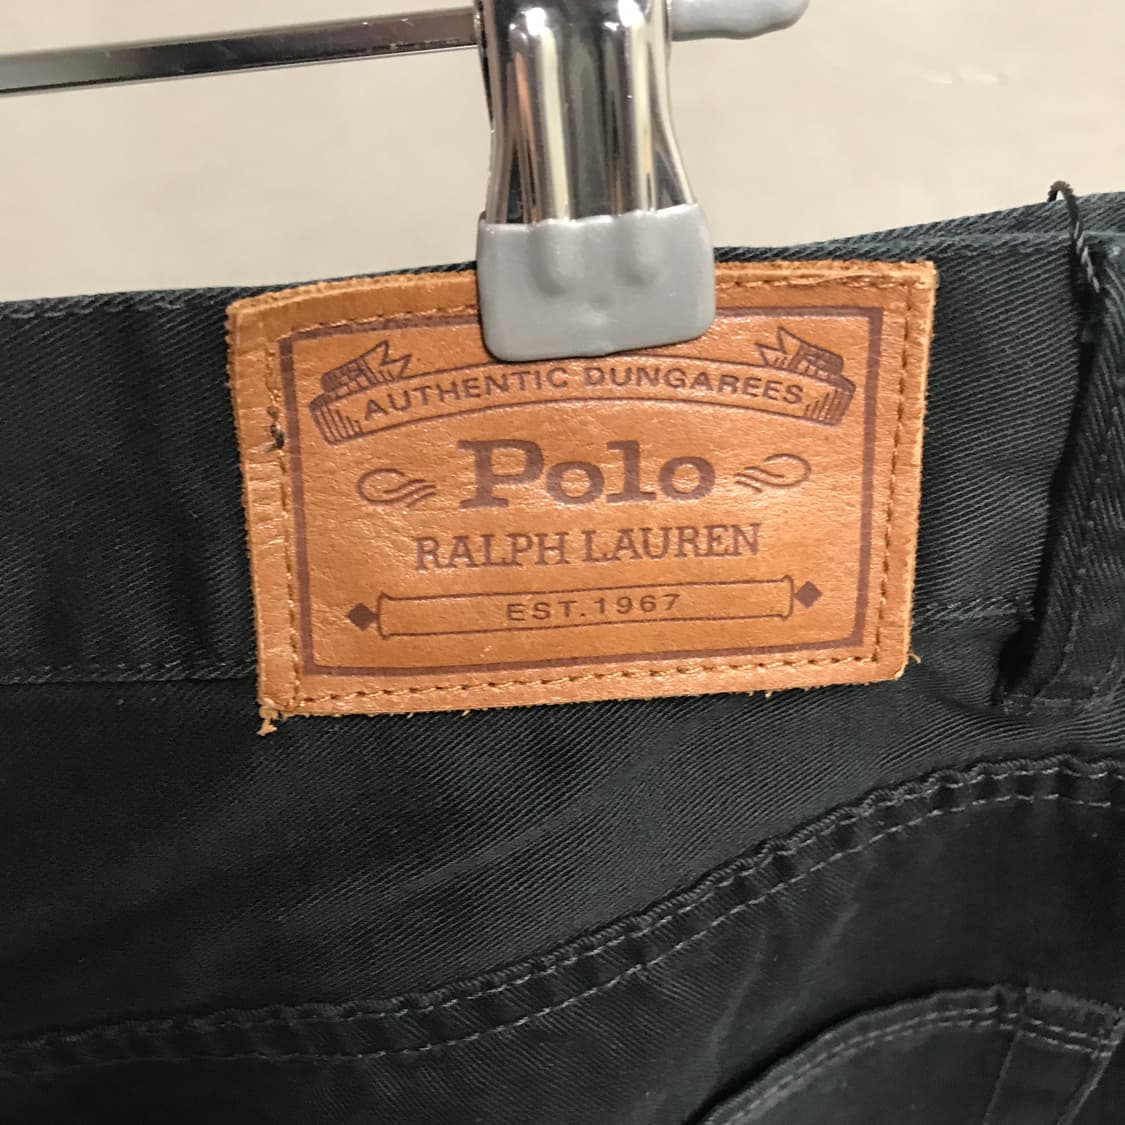 AUTHENTIC DUNGAREES
Polo
RALPH LAUREN
EST. 1967